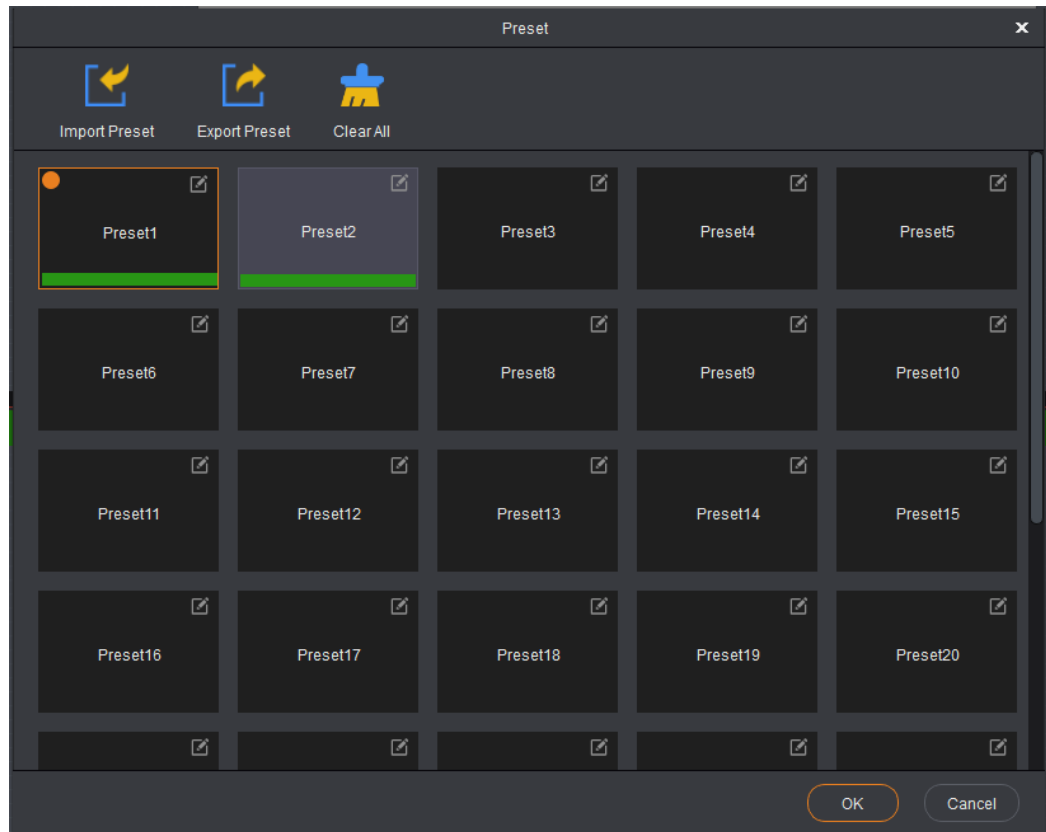 Preset
Import Preset Export Preset Clear All
Preset1 Preset2 Preset3 Preset4 Preset5
Preset6 Preset7 Preset8 Preset9 Preset10
Preset11 Preset12 Preset13 Preset14 Preset15
Preset16 Preset17 Preset18 Preset19 Preset20
OK Cancel